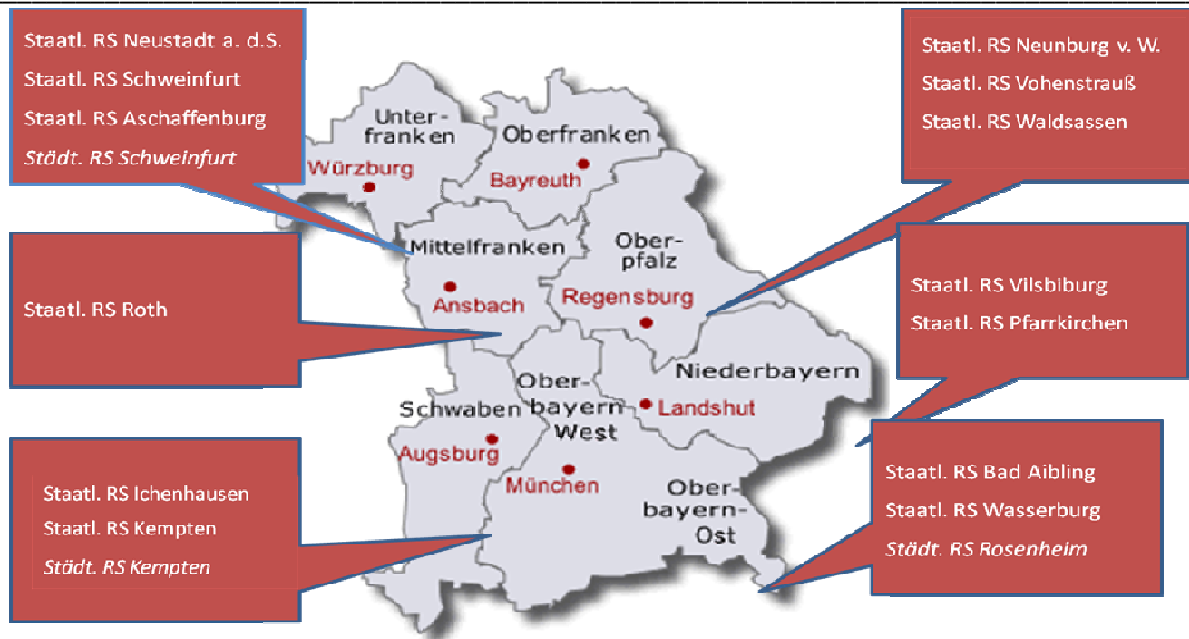 Staatl. RS Neustadt a. d.S.
Staatl. RS Schweinfurt
Staatl. RS Aschaffenburg
Städt. RS Schweinfurt
Staatl. RS Neunburg v. W.
Staatl. RS Vohenstrauß
Staatl. RS Waldsassen
Unter-
franken
Würzburg
Oberfranken
Bayreuth
Mittelfranken
Ansbach
Ober-
pfalz
Regensburg
Staatl. RS Roth
Staatl. RS Vilsbiburg
Staatl. RS Pfarrkirchen
Niederbayern
Landshut
Schwaben
Augsburg
Ober-
bayern
West
München
Ober-
bayern-
Ost
Staatl. RS Ichenhausen
Staatl. RS Kempten
Städt. RS Kempten
Staatl. RS Bad Aibling
Staatl. RS Wasserburg
Städt. RS Rosenheim